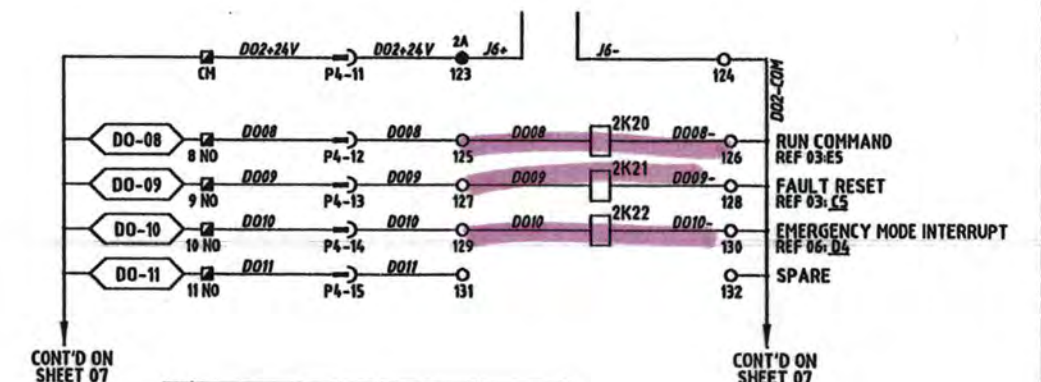 DO2+24V DO2+24V 2A J6+ J6-
CM P4-11 123 124
DO2-COM
DO-08 DO08 DO08 DO08 2K20 DO08- RUN COMMAND
8 NO P4-12 125 126 REF 03:E5
DO-09 DO09 DO09 DO09 2K21 DO09- FAULT RESET
9 NO P4-13 127 128 REF 03:C5
DO-10 DO10 DO10 DO10 2K22 DO10- EMERGENCY MODE INTERRUPT
10 NO P4-14 129 130 REF 06:D4
DO-11 DO11 DO11 SPARE
11 NO P4-15 131 132
CONT'D ON CONT'D ON
SHEET 07 SHEET 07